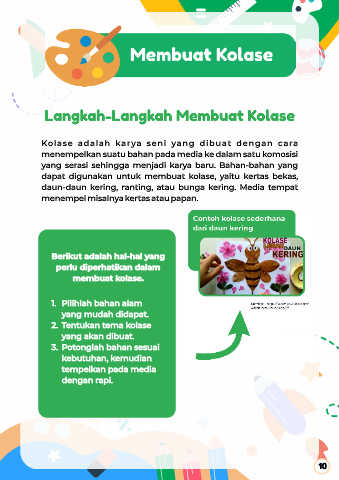 Membuat Kolase
Langkah-Langkah Membuat Kolase
Kolase adalah karya seni yang dibuat dengan cara
menempelkan suatu bahan pada media ke dalam satu komosisi
yang serasi sehingga menjadi karya baru. Bahan-bahan yang
dapat digunakan untuk membuat kolase, yaitu kertas bekas,
daun-daun kering, ranting, atau bunga kering. Media tempat
menempel misalnya kertas atau papan.
Contoh kolase sederhana
dari daun kering
KOLASE
DAUN
KERING
Berikut adalah hal-hal yang
perlu diperhatikan dalam
membuat kolase.
1. Pilihlah bahan alam
yang mudah didapat.
2. Tentukan tema kolase
yang akan dibuat.
3. Potonglah bahan sesuai
kebutuhan, kemudian
tempelkan pada media
dengan rapi.
10